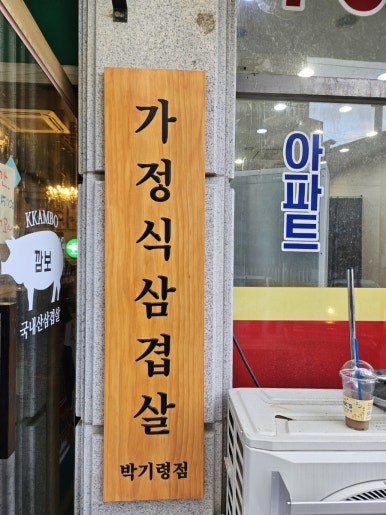 가정식삼겹살
박기령점
KKAMBO
깜보
국내산삼겹살
아파트